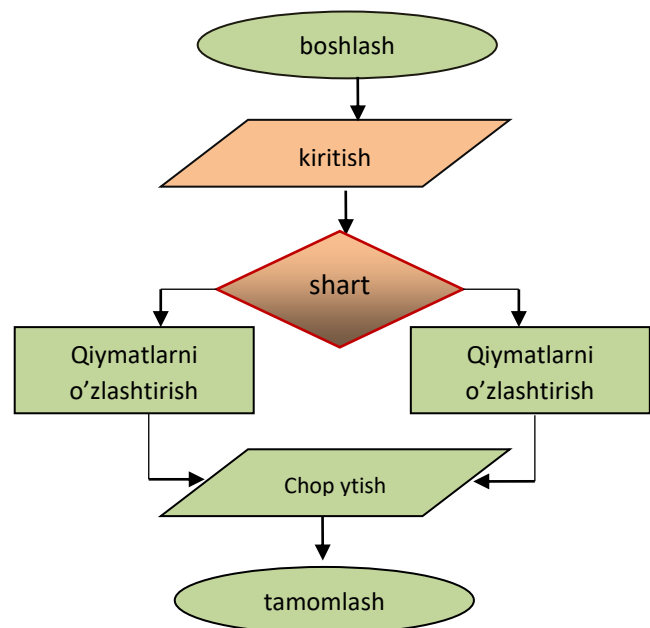 boshlash
kiritish
shart
Qiymatlarni
o’zlashtirish
Qiymatlarni
o’zlashtirish
Chop ytish
tamomlash